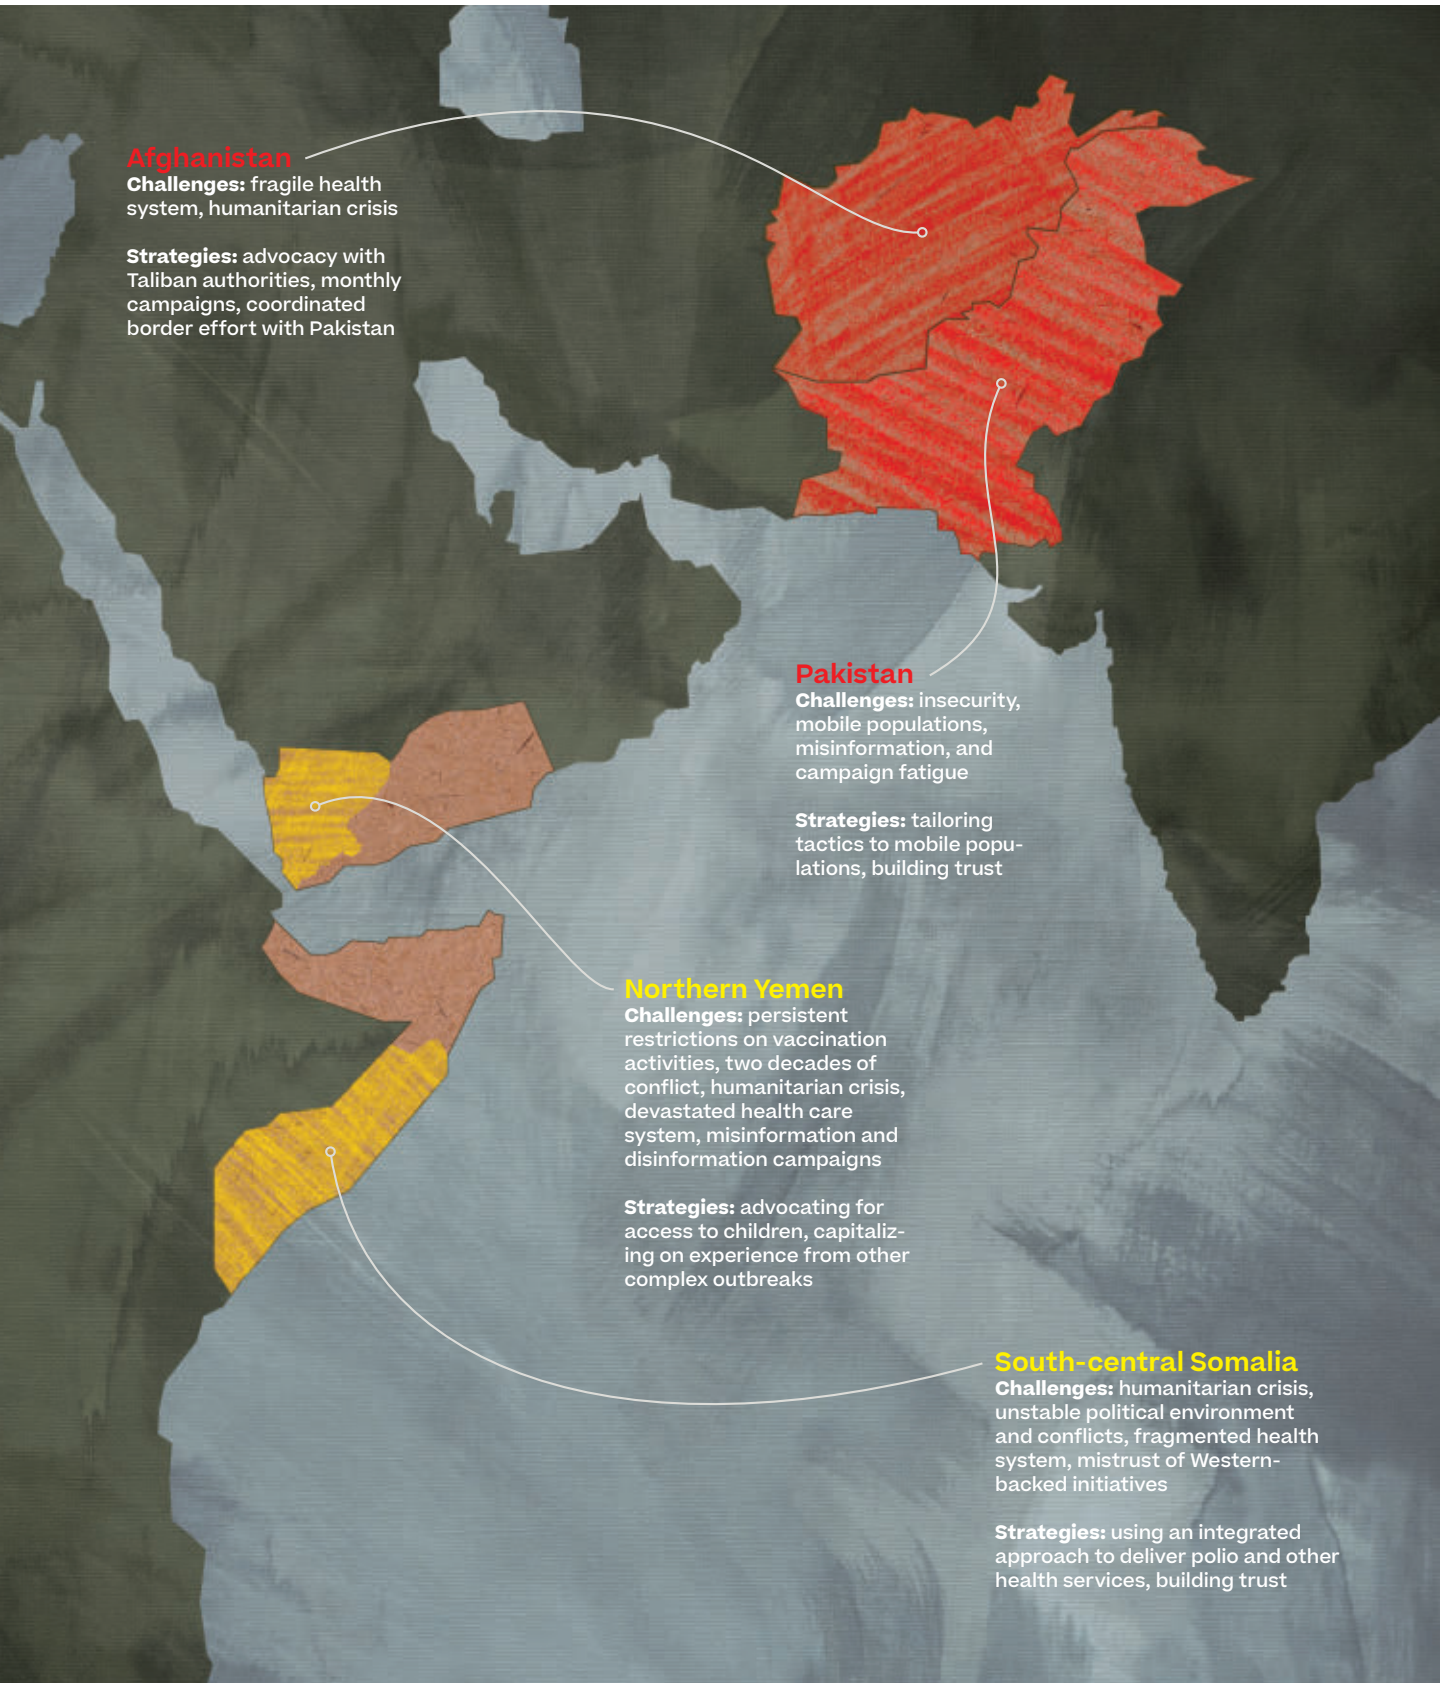 Afghanistan
Challenges: fragile health
system, humanitarian crisis
Strategies: advocacy with
Taliban authorities, monthly
campaigns, coordinated
border effort with Pakistan
Pakistan
Challenges: insecurity,
mobile populations,
misinformation, and
campaign fatigue
Strategies: tailoring
tactics to mobile popu-
lations, building trust
Northern Yemen
Challenges: persistent
restrictions on vaccination
activities, two decades of
conflict, humanitarian crisis,
devastated health care
system, misinformation and
disinformation campaigns
Strategies: advocating for
access to children, capitaliz-
ing on experience from other
complex outbreaks
South-central Somalia
Challenges: humanitarian crisis,
unstable political environment
and conflicts, fragmented health
system, mistrust of Western-
backed initiatives
Strategies: using an integrated
approach to deliver polio and other
health services, building trust